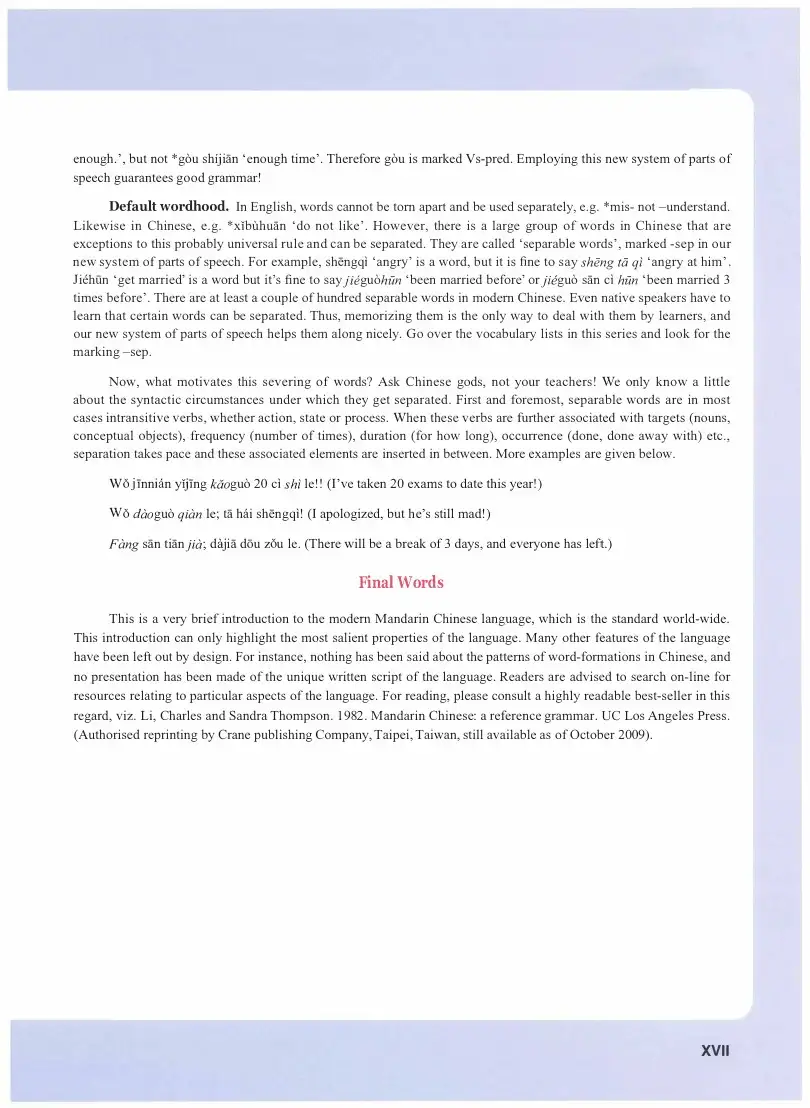 enough.’, but not *gòu shíjiān ‘enough time’. Therefore gòu is marked Vs-pred. Employing this new system of parts of
speech guarantees good grammar!
Default wordhood. In English, words cannot be torn apart and be used separately, e.g. *mis- not –understand.
Likewise in Chinese, e.g. *xǐbùhuān ‘do not like’. However, there is a large group of words in Chinese that are
exceptions to this probably universal rule and can be separated. They are called ‘separable words’, marked -sep in our
new system of parts of speech. For example, shēngqì ‘angry’ is a word, but it is fine to say shēng tā qì ‘angry at him’.
Jiéhūn ‘get married’ is a word but it’s fine to say jiéguòhūn ‘been married before’ or jiéguò sān cì hūn ‘been married 3
times before’. There are at least a couple of hundred separable words in modern Chinese. Even native speakers have to
learn that certain words can be separated. Thus, memorizing them is the only way to deal with them by learners, and
our new system of parts of speech helps them along nicely. Go over the vocabulary lists in this series and look for the
marking –sep.
Now, what motivates this severing of words? Ask Chinese gods, not your teachers! We only know a little
about the syntactic circumstances under which they get separated. First and foremost, separable words are in most
cases intransitive verbs, whether action, state or process. When these verbs are further associated with targets (nouns,
conceptual objects), frequency (number of times), duration (for how long), occurrence (done, done away with) etc.,
separation takes pace and these associated elements are inserted in between. More examples are given below.
Wǒ jīnnián yǐjīng kǎoguò 20 cì shì le!! (I’ve taken 20 exams to date this year!)
Wǒ dàoguò qiàn le; tā hái shēngqì! (I apologized, but he’s still mad!)
Fàng sān tiān jià; dàjiā dōu zǒu le. (There will be a break of 3 days, and everyone has left.)
Final Words
This is a very brief introduction to the modern Mandarin Chinese language, which is the standard world-wide.
This introduction can only highlight the most salient properties of the language. Many other features of the language
have been left out by design. For instance, nothing has been said about the patterns of word-formations in Chinese, and
no presentation has been made of the unique written script of the language. Readers are advised to search on-line for
resources relating to particular aspects of the language. For reading, please consult a highly readable best-seller in this
regard, viz. Li, Charles and Sandra Thompson. 1982. Mandarin Chinese: a reference grammar. UC Los Angeles Press.
(Authorised reprinting by Crane publishing Company, Taipei, Taiwan, still available as of October 2009).
XVII